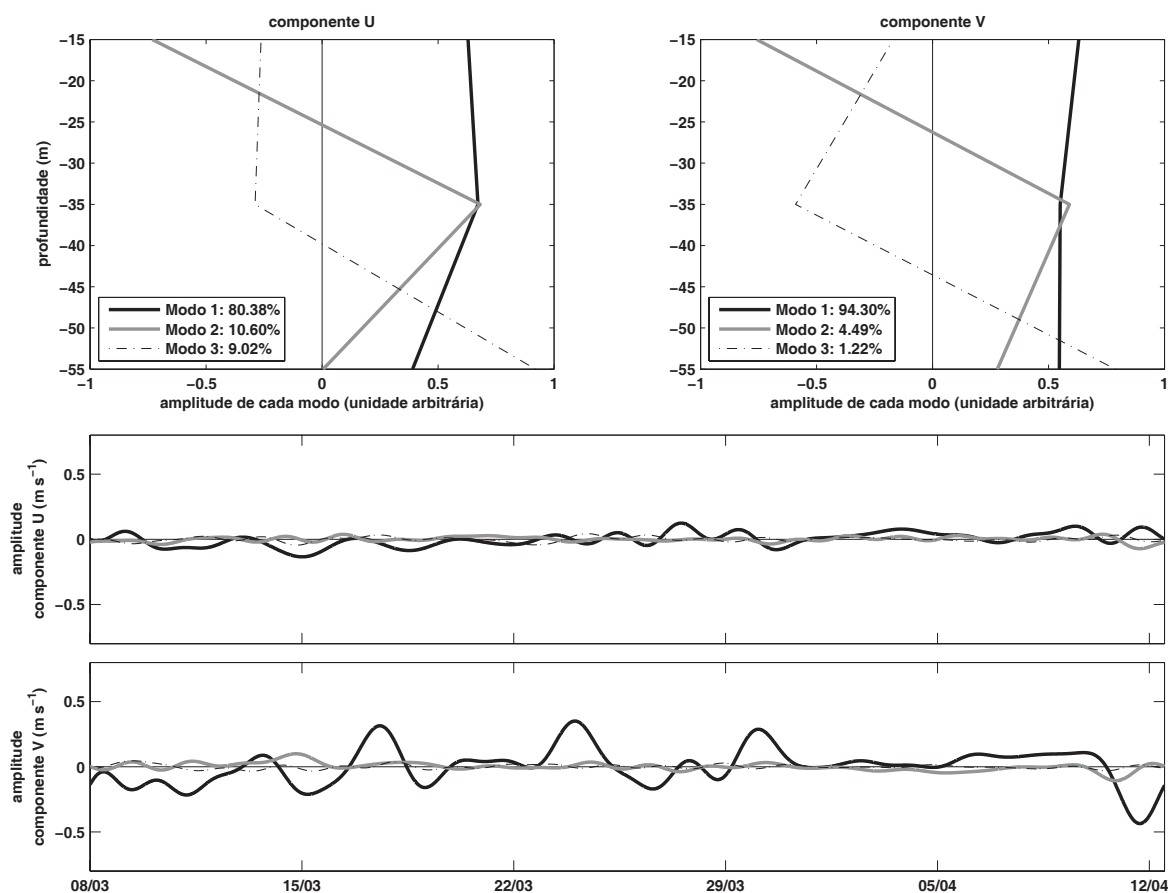 componente U
componente V
−15
−20
−25
−30
−35
−40
−45
−50
−55
profundidade (m)
Modo 1: 80.38%
Modo 2: 10.60%
Modo 3: 9.02%
−1
−0.5
0
0.5
1
amplitude de cada modo (unidade arbitrária)
−15
−20
−25
−30
−35
−40
−45
−50
−55
Modo 1: 94.30%
Modo 2: 4.49%
Modo 3: 1.22%
−1
−0.5
0
0.5
1
amplitude de cada modo (unidade arbitrária)
amplitude
componente U (m s−1)
0.5
0
−0.5
amplitude
componente V (m s−1)
0.5
0
−0.5
08/03
15/03
22/03
29/03
05/04
12/04